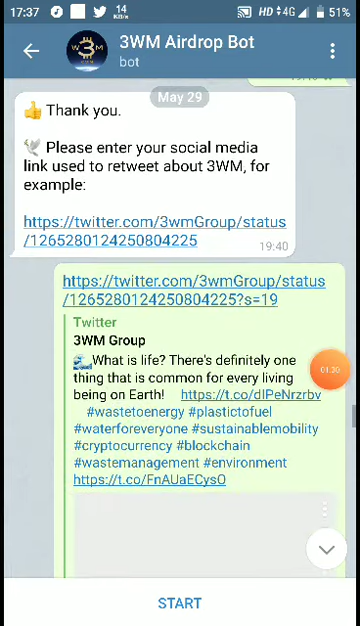 17:37
14
KB/s
HD 4G
51%
3WM Airdrop Bot
bot
May 29
👍 Thank you.
🕊 Please enter your social media
link used to retweet about 3WM, for
example:
https://twitter.com/3wmGroup/status
/1265280124250804225
19:40
https://twitter.com/3wmGroup/status
/1265280124250804225?s=19
Twitter
3WM Group
🌊What is life? There's definitely one
thing that is common for every living
being on Earth! https://t.co/dIPeNrzrbv
#wastetoenergy #plastictofuel
#waterforeveryone #sustainablemobility
#cryptocurrency #blockchain
#wastemanagement #environment
https://t.co/FnAUaECysO
01:30
START